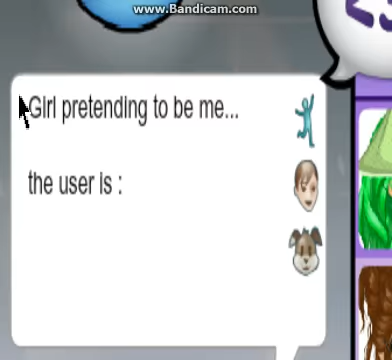 www.Bandicam.com
Girl pretending to be me...
the user is :